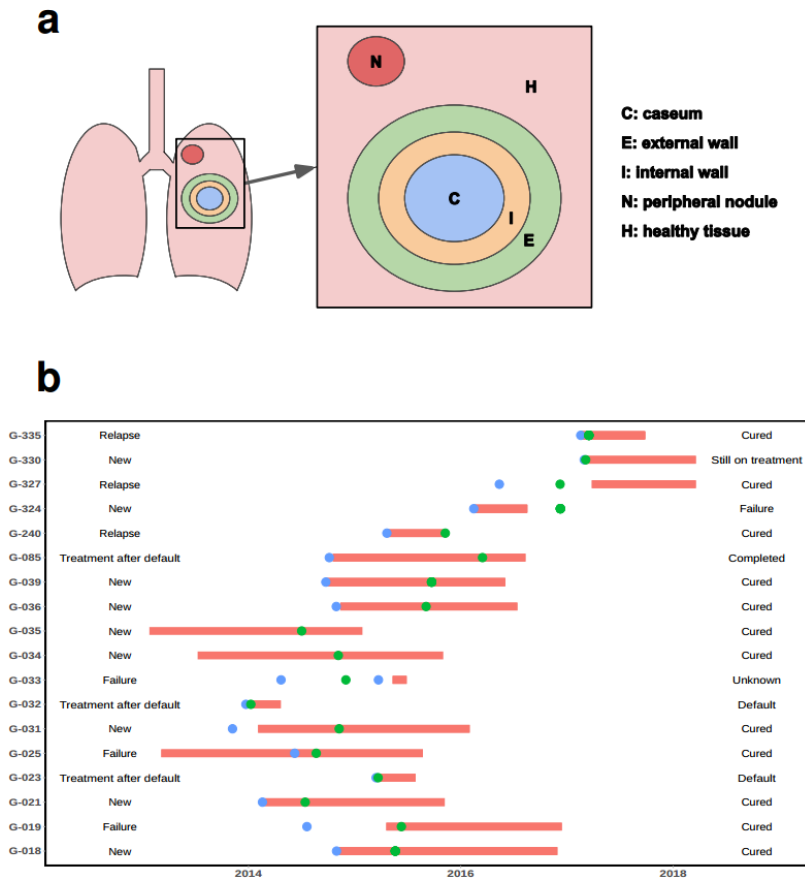 a
N
H
C
I
E
C: caseum
E: external wall
I: internal wall
N: peripheral nodule
H: healthy tissue
b
G-335 Relapse Cured
G-330 New Still on treatment
G-327 Relapse Cured
G-324 New Failure
G-240 Relapse Cured
G-085 Treatment after default Completed
G-039 New Cured
G-036 New Cured
G-035 New Cured
G-034 New Cured
G-033 Failure Unknown
G-032 Treatment after default Default
G-031 New Cured
G-025 Failure Cured
G-023 Treatment after default Default
G-021 New Cured
G-019 Failure Cured
G-018 New Cured
2014 2016 2018